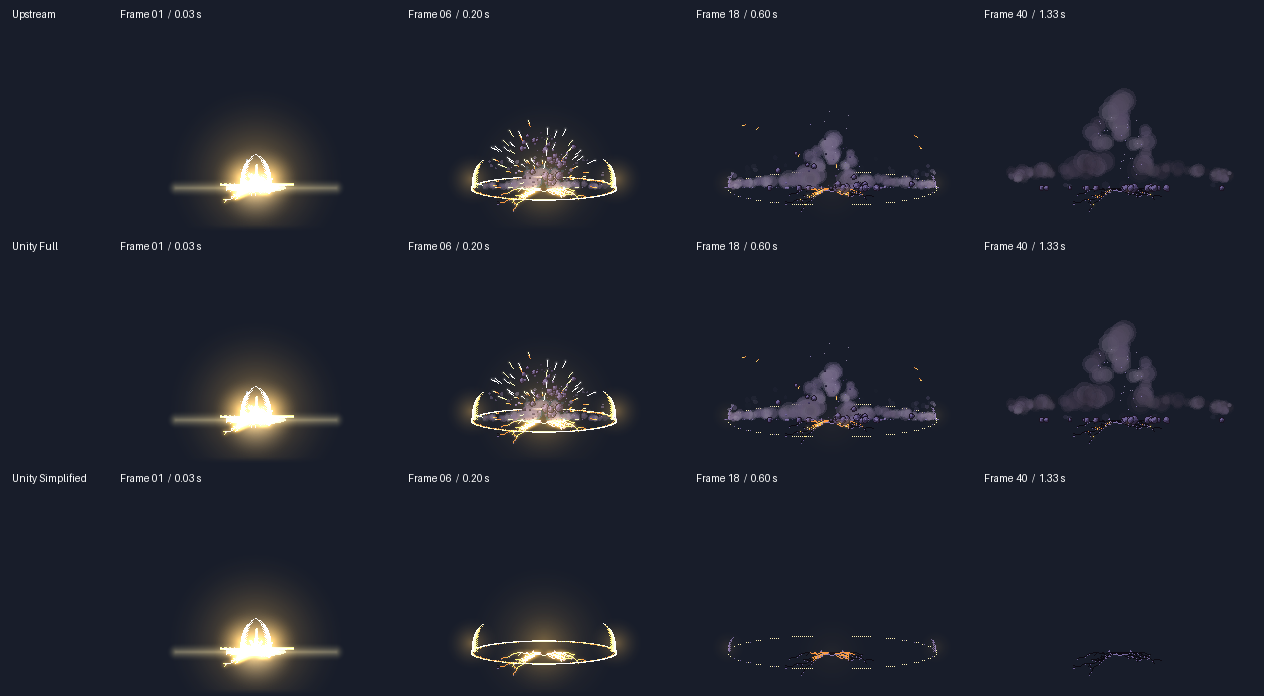 Upstream Frame 01 / 0.03 s Frame 06 / 0.20 s Frame 18 / 0.60 s Frame 40 / 1.33 s
Unity Full Frame 01 / 0.03 s Frame 06 / 0.20 s Frame 18 / 0.60 s Frame 40 / 1.33 s
Unity Simplified Frame 01 / 0.03 s Frame 06 / 0.20 s Frame 18 / 0.60 s Frame 40 / 1.33 s